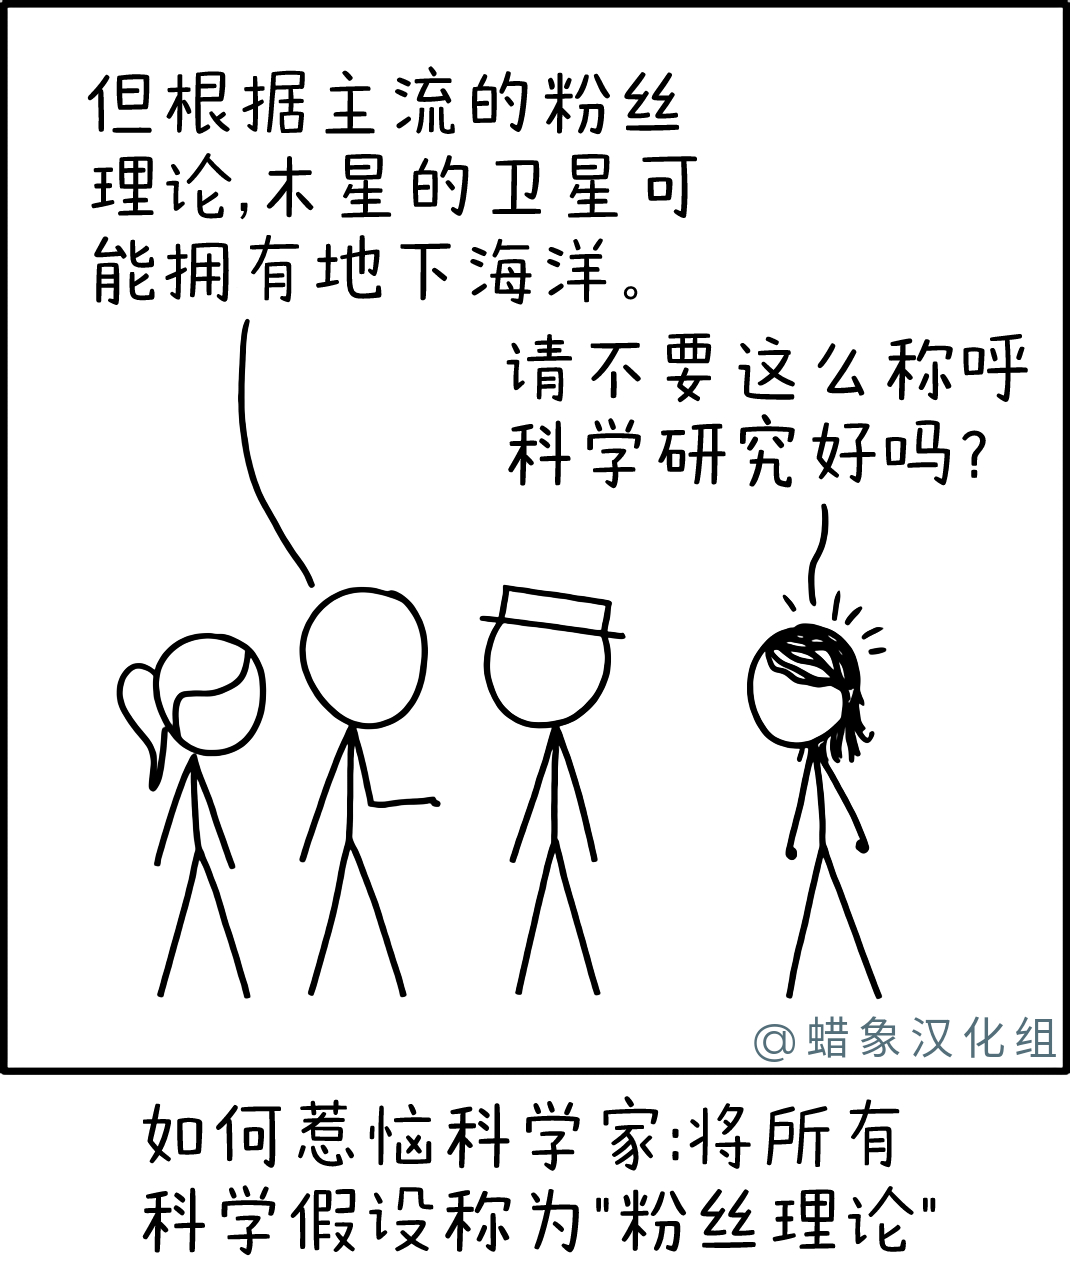 但根据主流的粉丝
理论,木星的卫星可
能拥有地下海洋。
请不要这么称呼
科学研究好吗?
@蜡象汉化组
如何惹恼科学家:将所有
科学假设称为"粉丝理论"